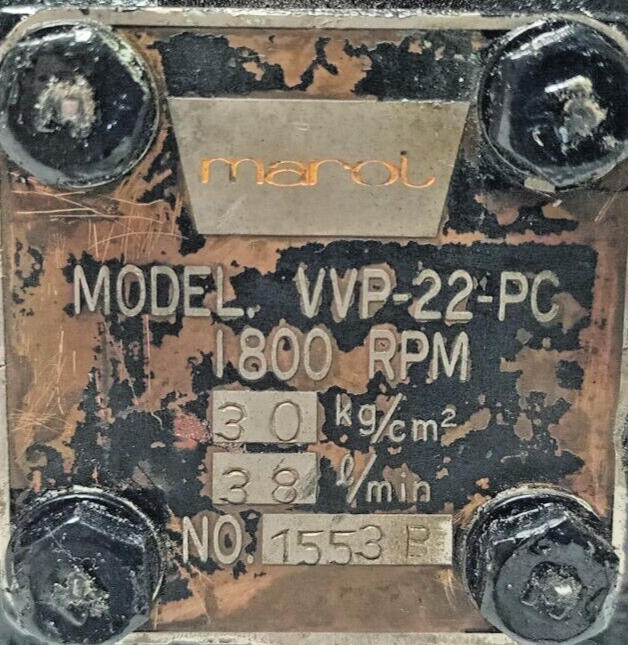 marol
MODEL. VVP-22-PC
1800 RPM
30 kg/cm²
38 ℓ/min
NO. 1553 B